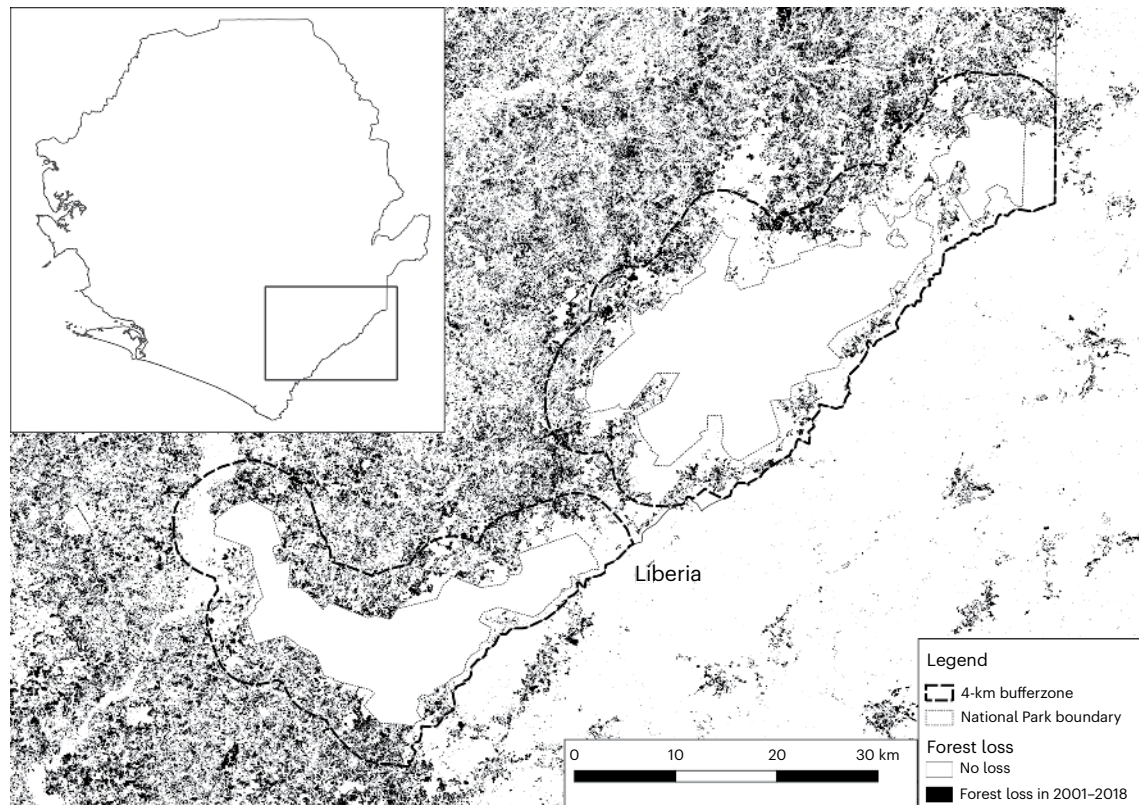 Liberia
Legend
4-km bufferzone
National Park boundary
Forest loss
No loss
Forest loss in 2001–2018
0 10 20 30 km